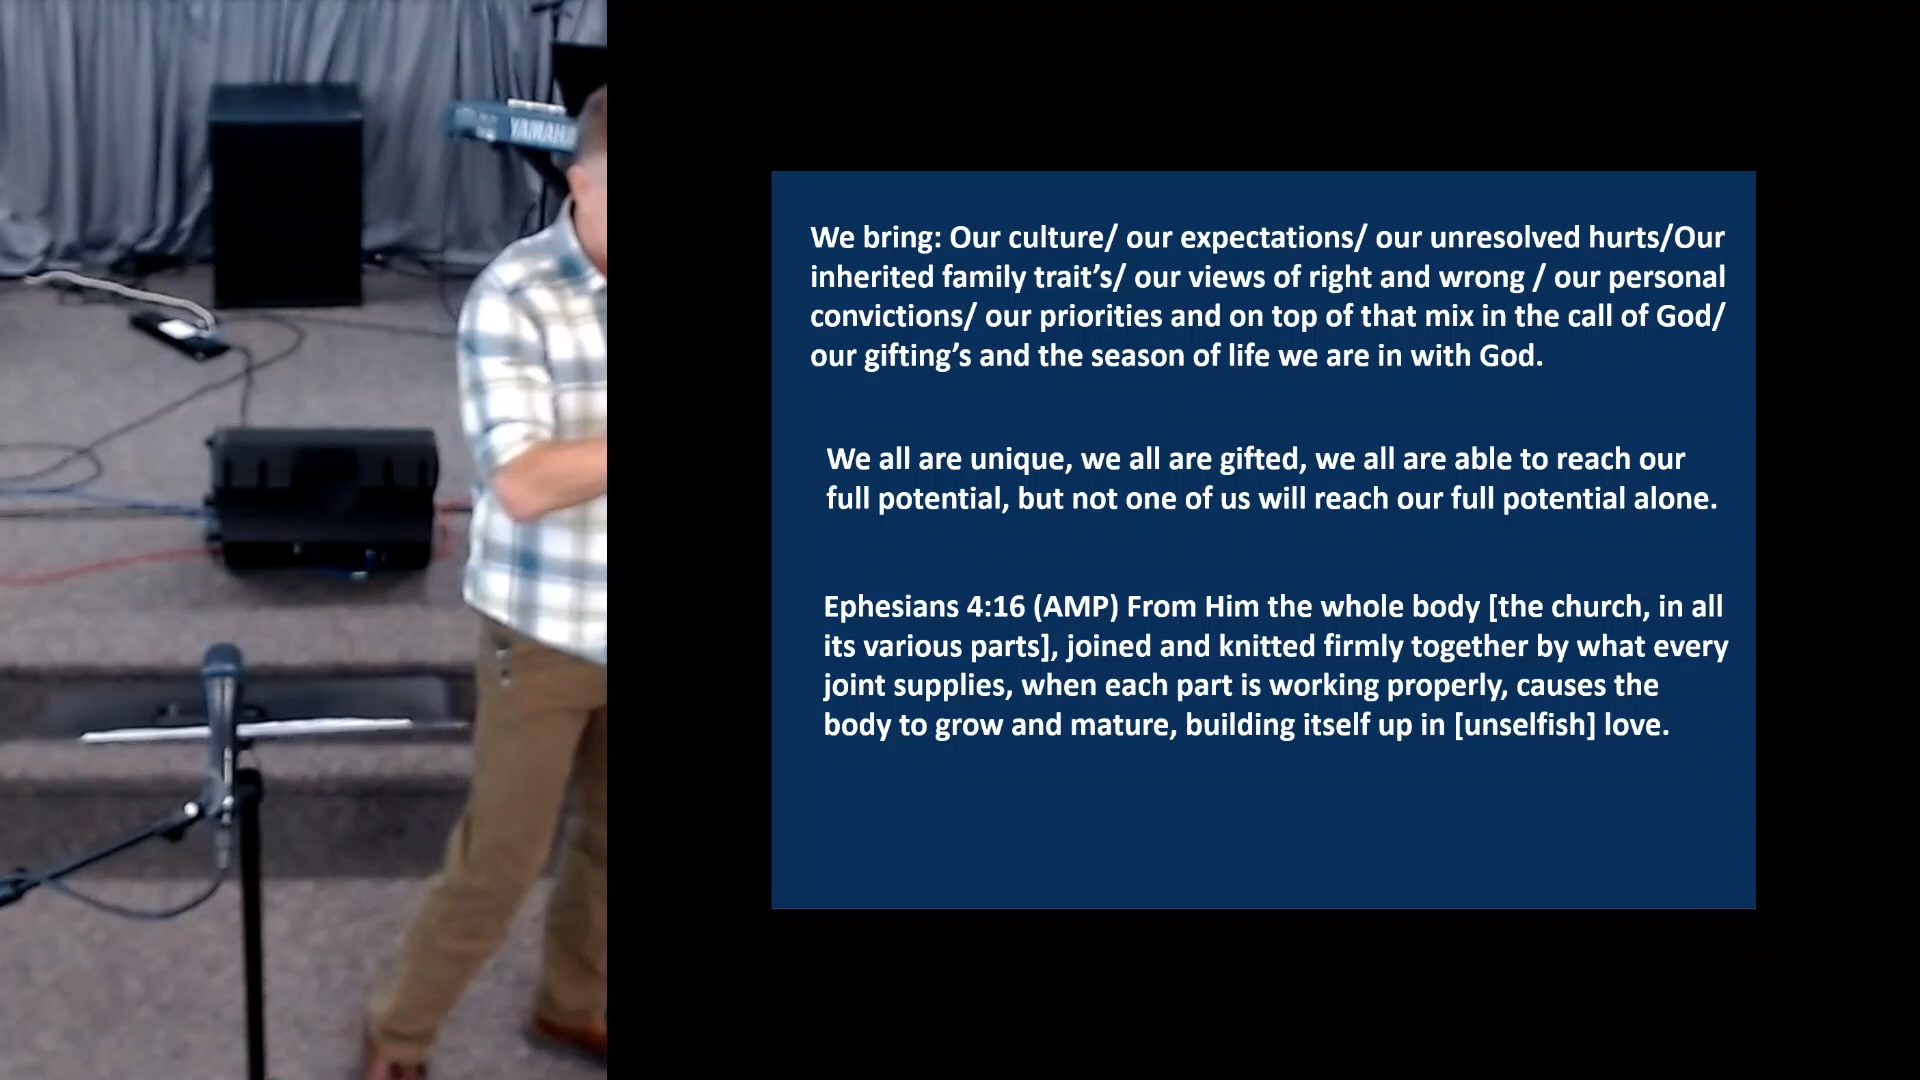 YAMAHA
We bring: Our culture/ our expectations/ our unresolved hurts/Our
inherited family trait’s/ our views of right and wrong / our personal
convictions/ our priorities and on top of that mix in the call of God/
our gifting’s and the season of life we are in with God.
We all are unique, we all are gifted, we all are able to reach our
full potential, but not one of us will reach our full potential alone.
Ephesians 4:16 (AMP) From Him the whole body [the church, in all
its various parts], joined and knitted firmly together by what every
joint supplies, when each part is working properly, causes the
body to grow and mature, building itself up in [unselfish] love.